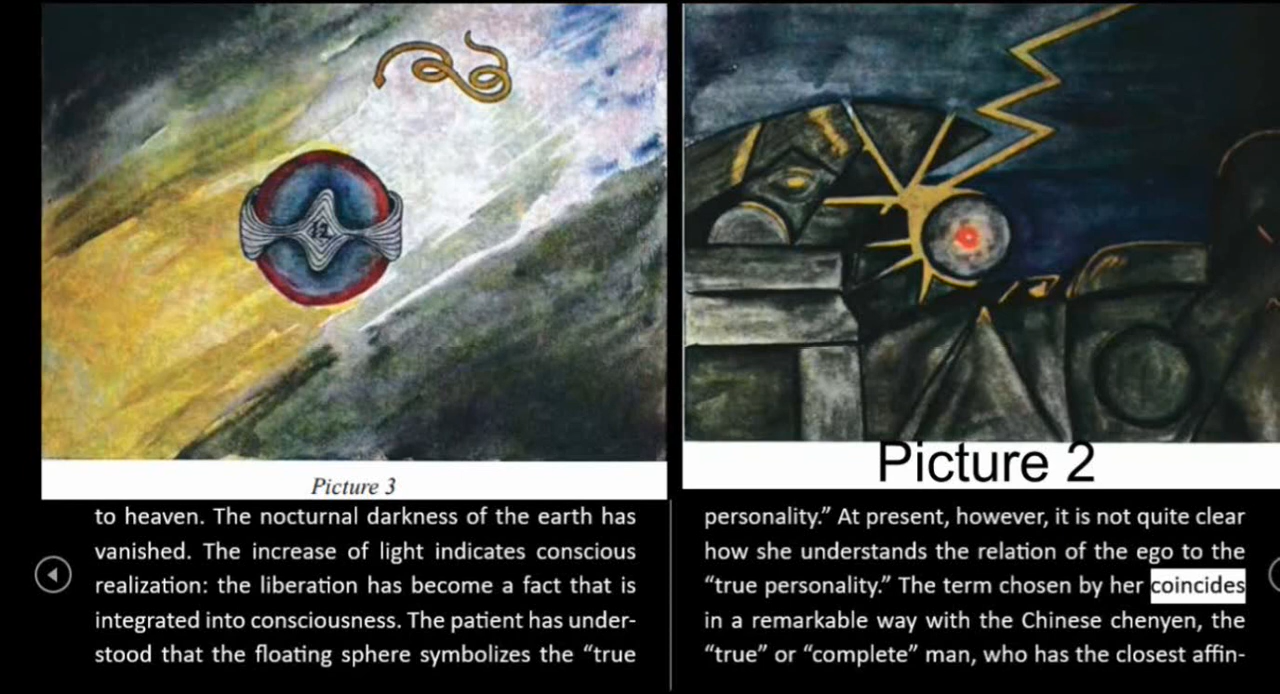 12
Picture 3
to heaven. The nocturnal darkness of the earth has
vanished. The increase of light indicates conscious
realization: the liberation has become a fact that is
integrated into consciousness. The patient has under-
stood that the floating sphere symbolizes the “true
Picture 2
personality.” At present, however, it is not quite clear
how she understands the relation of the ego to the
“true personality.” The term chosen by her coincides
in a remarkable way with the Chinese chenyen, the
“true” or “complete” man, who has the closest affin-